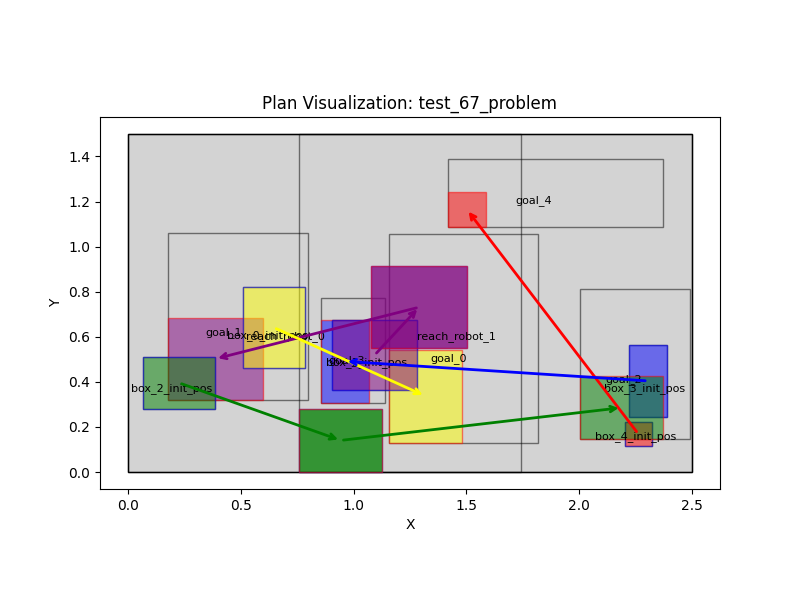 Plan Visualization: test_67_problem
Y
1.4
1.2
1.0
0.8
0.6
0.4
0.2
0.0
goal_4
goal_1
reach_robot_1
goal_0
goal_2
box_2_init_pos
box_3_init_pos
box_4_init_pos
0.0 0.5 1.0 1.5 2.0 2.5
X